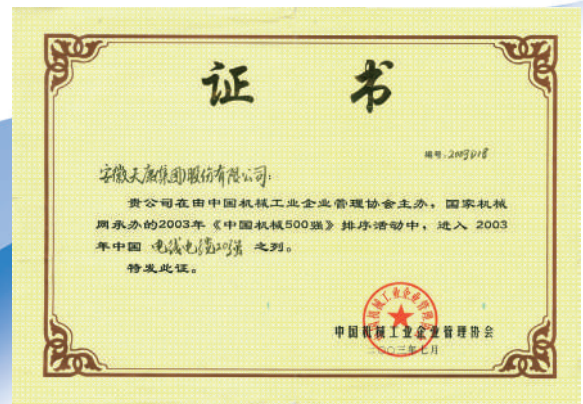 证 书
编号:2003D18
安徽天康(集团)股份有限公司:
贵公司在由中国机械工业企业管理协会主办,国家机械
网承办的2003年《中国机械500强》排序活动中,进入 2003
年中国 电线电缆20强 之列。
特发此证。
中国机械工业企业管理协会
二〇〇三年七月